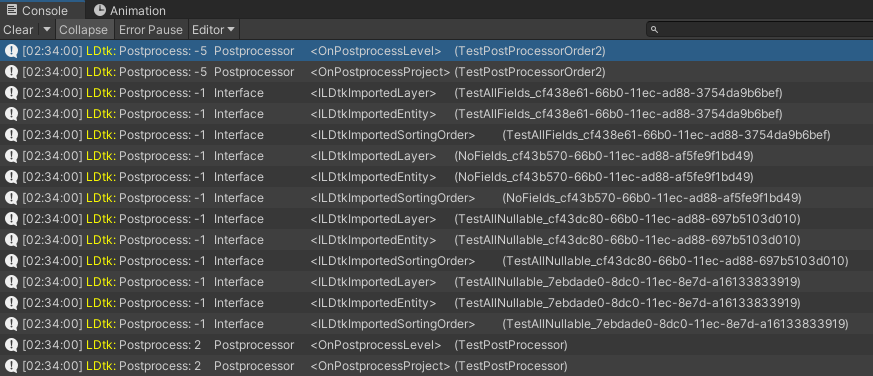 Console Animation
Clear Collapse Error Pause Editor
[02:34:00] LDtk: Postprocess: -5 Postprocessor <OnPostprocessLevel> (TestPostProcessorOrder2)
[02:34:00] LDtk: Postprocess: -5 Postprocessor <OnPostprocessProject> (TestPostProcessorOrder2)
[02:34:00] LDtk: Postprocess: -1 Interface <ILDtkImportedLayer> (TestAllFields_cf438e61-66b0-11ec-ad88-3754da9b6bef)
[02:34:00] LDtk: Postprocess: -1 Interface <ILDtkImportedEntity> (TestAllFields_cf438e61-66b0-11ec-ad88-3754da9b6bef)
[02:34:00] LDtk: Postprocess: -1 Interface <ILDtkImportedSortingOrder> (TestAllFields_cf438e61-66b0-11ec-ad88-3754da9b6bef)
[02:34:00] LDtk: Postprocess: -1 Interface <ILDtkImportedLayer> (NoFields_cf43b570-66b0-11ec-ad88-af5fe9f1bd49)
[02:34:00] LDtk: Postprocess: -1 Interface <ILDtkImportedEntity> (NoFields_cf43b570-66b0-11ec-ad88-af5fe9f1bd49)
[02:34:00] LDtk: Postprocess: -1 Interface <ILDtkImportedSortingOrder> (NoFields_cf43b570-66b0-11ec-ad88-af5fe9f1bd49)
[02:34:00] LDtk: Postprocess: -1 Interface <ILDtkImportedLayer> (TestAllNullable_cf43dc80-66b0-11ec-ad88-697b5103d010)
[02:34:00] LDtk: Postprocess: -1 Interface <ILDtkImportedEntity> (TestAllNullable_cf43dc80-66b0-11ec-ad88-697b5103d010)
[02:34:00] LDtk: Postprocess: -1 Interface <ILDtkImportedSortingOrder> (TestAllNullable_cf43dc80-66b0-11ec-ad88-697b5103d010)
[02:34:00] LDtk: Postprocess: -1 Interface <ILDtkImportedLayer> (TestAllNullable_7ebdade0-8dc0-11ec-8e7d-a16133833919)
[02:34:00] LDtk: Postprocess: -1 Interface <ILDtkImportedEntity> (TestAllNullable_7ebdade0-8dc0-11ec-8e7d-a16133833919)
[02:34:00] LDtk: Postprocess: -1 Interface <ILDtkImportedSortingOrder> (TestAllNullable_7ebdade0-8dc0-11ec-8e7d-a16133833919)
[02:34:00] LDtk: Postprocess: 2 Postprocessor <OnPostprocessLevel> (TestPostProcessor)
[02:34:00] LDtk: Postprocess: 2 Postprocessor <OnPostprocessProject> (TestPostProcessor)